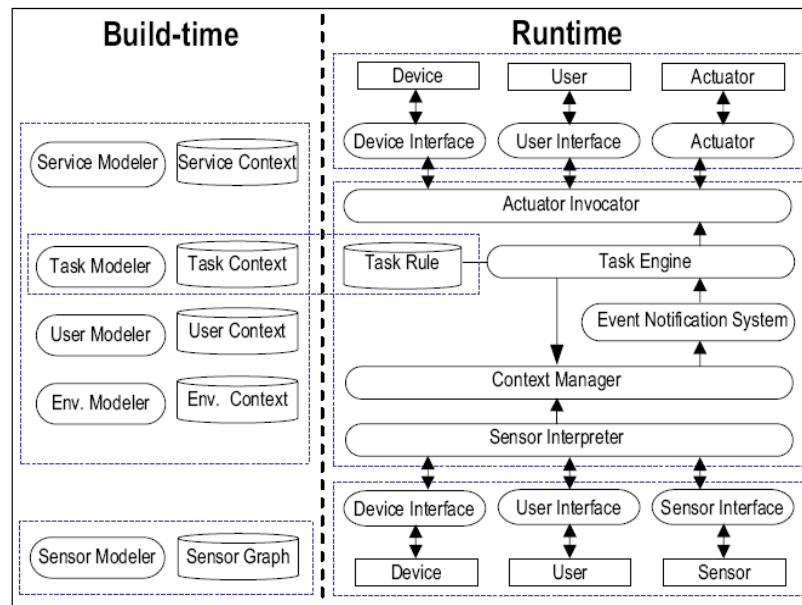 Build-time
Runtime
Device
User
Actuator
Device Interface
User Interface
Actuator
Service Modeler
Service Context
Actuator Invocator
Task Modeler
Task Context
Task Rule
Task Engine
User Modeler
User Context
Event Notification System
Env. Modeler
Env. Context
Context Manager
Sensor Interpreter
Device Interface
User Interface
Sensor Interface
Sensor Modeler
Sensor Graph
Device
User
Sensor